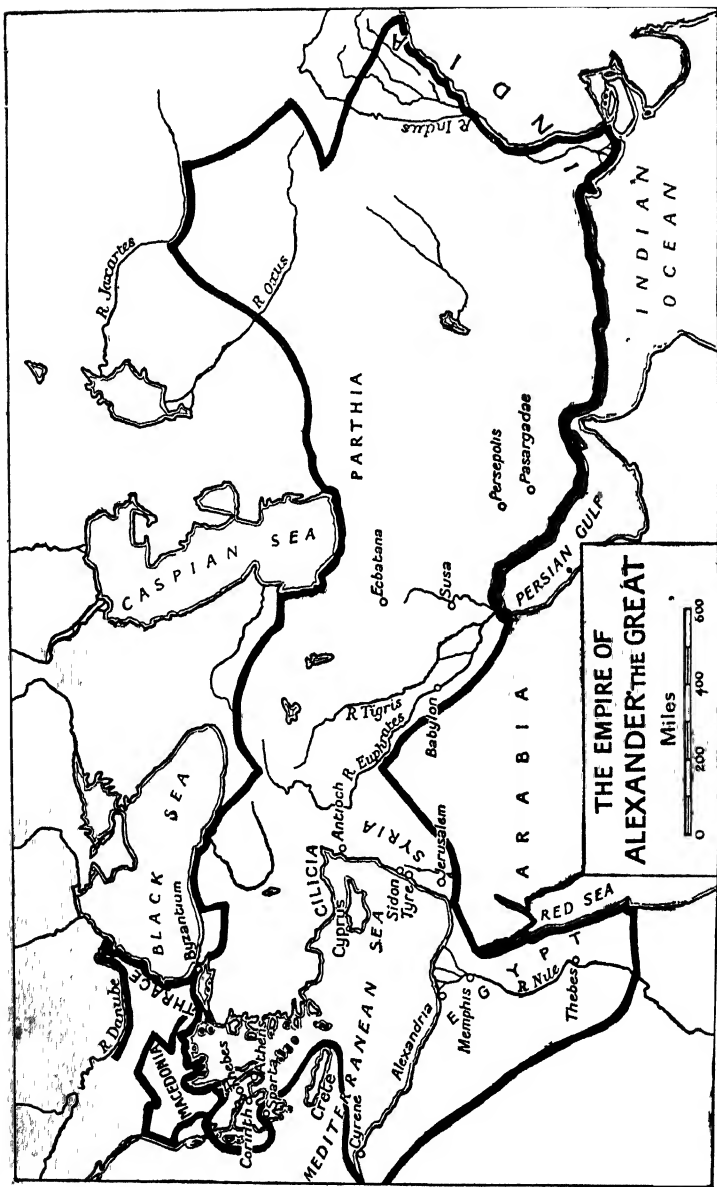 THE EMPIRE OF
ALEXANDER THE GREAT
Miles
0 200 400 600
R. Danube
THRACE
MACEDONIA
Thebes
Athens
Corinth
Sparta
Crete
MEDITERRANEAN
SEA
Cyrene
BLACK
SEA
Byzantium
CILICIA
Cyprus
Antioch
SYRIA
Sidon
Tyre
Jerusalem
Alexandria
Memphis
EGYPT
R. Nile
Thebes
RED SEA
ARABIA
R. Tigris
R. Euphrates
Babylon
Susa
Ecbatana
CASPIAN SEA
PARTHIA
Persepolis
Pasargadae
PERSIAN GULF
R. Jaxartes
R. Oxus
R. Indus
INDIA
INDIAN
OCEAN